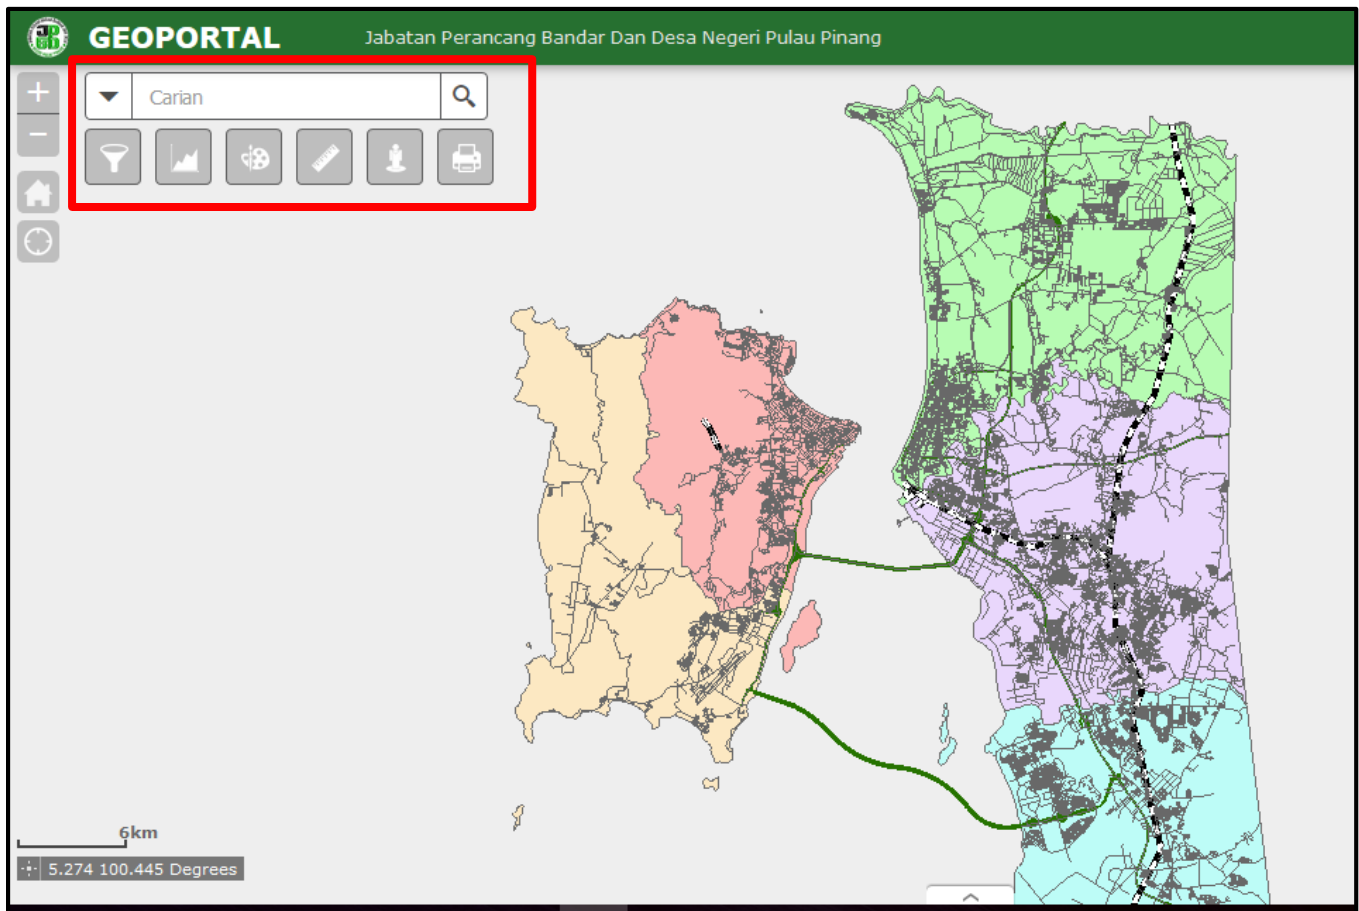 GEOPORTAL
Jabatan Perancang Bandar Dan Desa Negeri Pulau Pinang
Carian
6km
5.274 100.445 Degrees